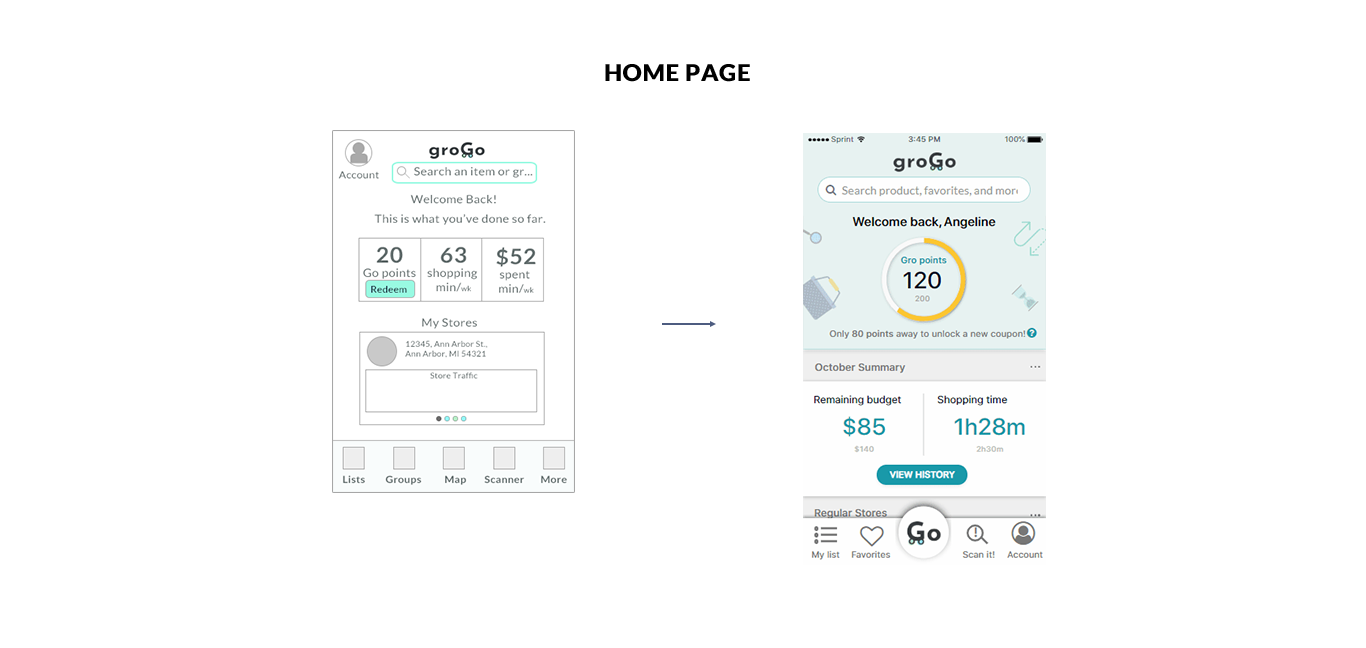 HOME PAGE
Account
groGo
Search an item or gr...
Welcome Back!
This is what you've done so far.
20
Go points
Redeem
63
shopping
min/wk
$52
spent
min/wk
My Stores
12345, Ann Arbor St.,
Ann Arbor, MI 54321
Store Traffic
Lists
Groups
Map
Scanner
More
Sprint
3:45 PM
100%
groGo
Search product, favorites, and more
Welcome back, Angeline
Gro points
120
200
Only 80 points away to unlock a new coupon!?
October Summary
...
Remaining budget
$85
$140
Shopping time
1h28m
2h30m
VIEW HISTORY
Regular Stores
...
My list
Favorites
Go
Scan it!
Account